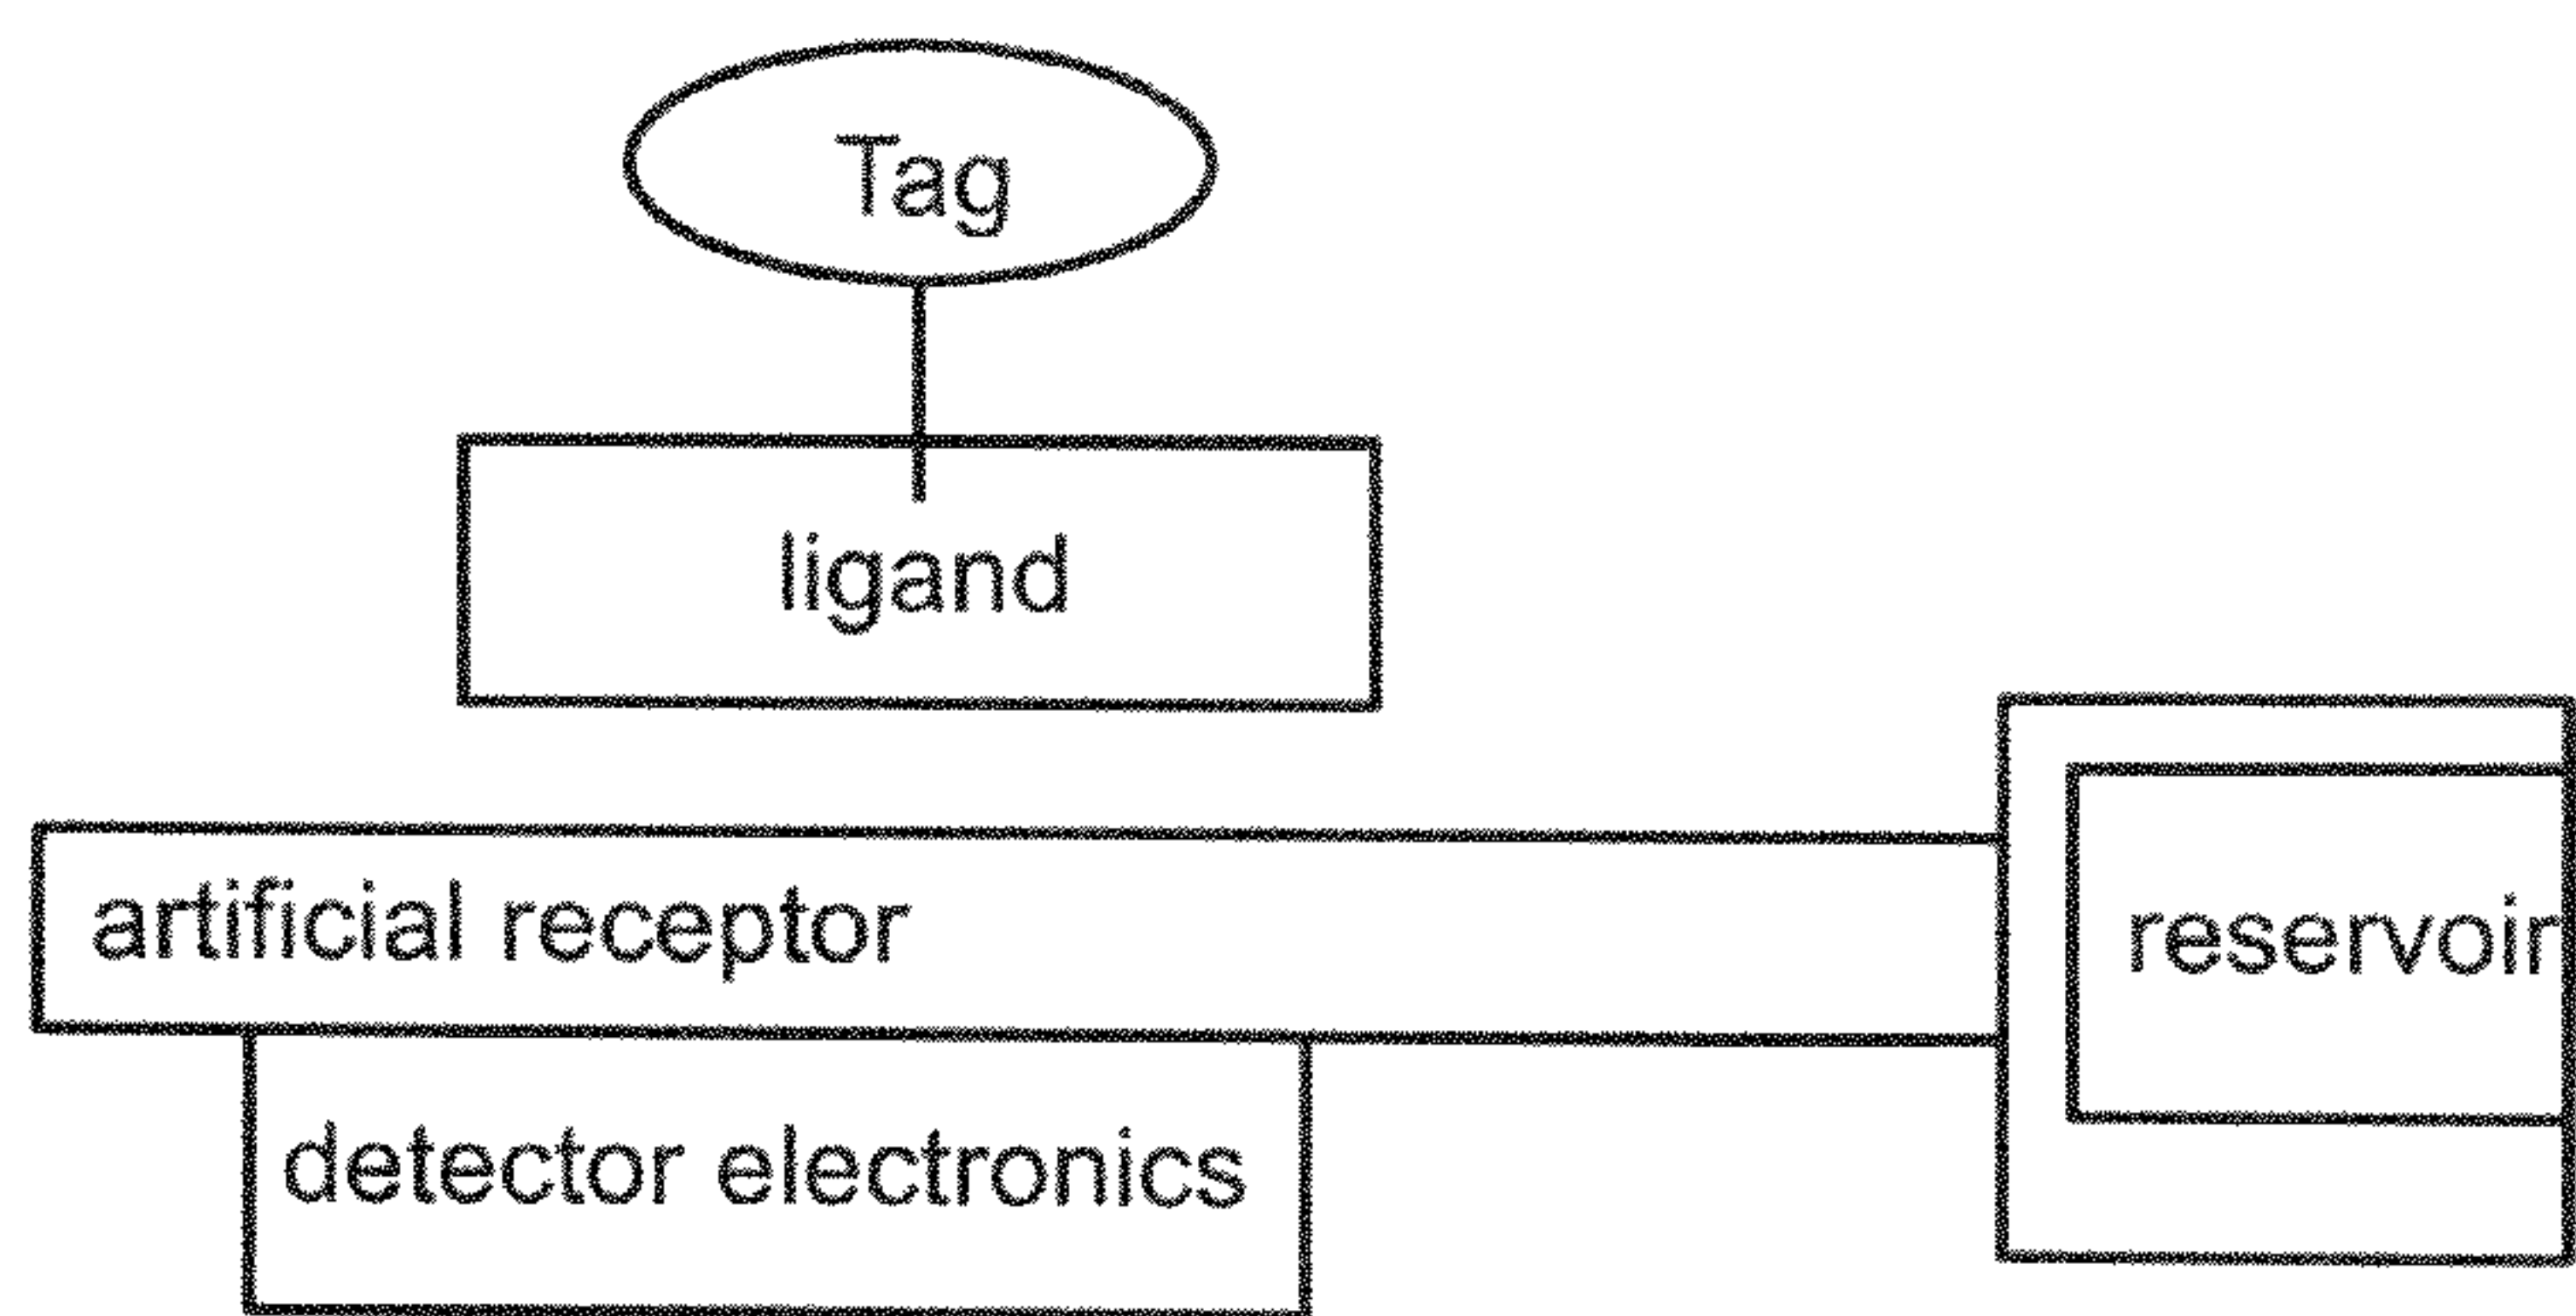 Tag
ligand
artificial receptor
reservoir
detector electronics